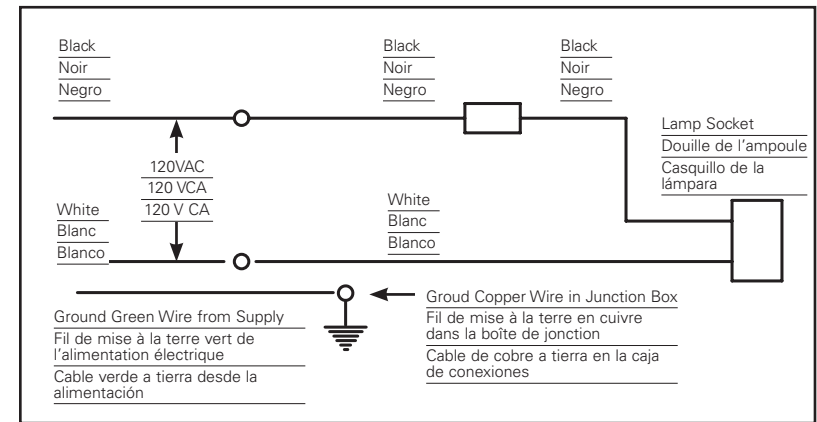 Black
Noir
Negro
Black
Noir
Negro
Black
Noir
Negro
Lamp Socket
Douille de l'ampoule
Casquillo de la
lámpara
120VAC
120 VCA
120 V CA
White
Blanc
Blanco
White
Blanc
Blanco
Ground Green Wire from Supply
Fil de mise à la terre vert de
l'alimentation électrique
Cable verde a tierra desde la
alimentación
Groud Copper Wire in Junction Box
Fil de mise à la terre en cuivre
dans la boîte de jonction
Cable de cobre a tierra en la caja
de conexiones